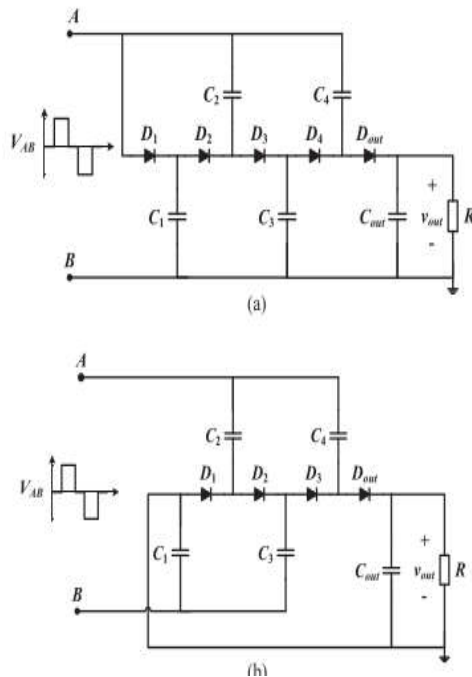 A
C2 C4
VAB
D1 D2 D3 D4 Dout
+
C1 C3 Cout vout R
-
B
(a)
A
C2 C4
VAB
D1 D2 D3 Dout
+
C1 C3 Cout vout R
-
B
(b)